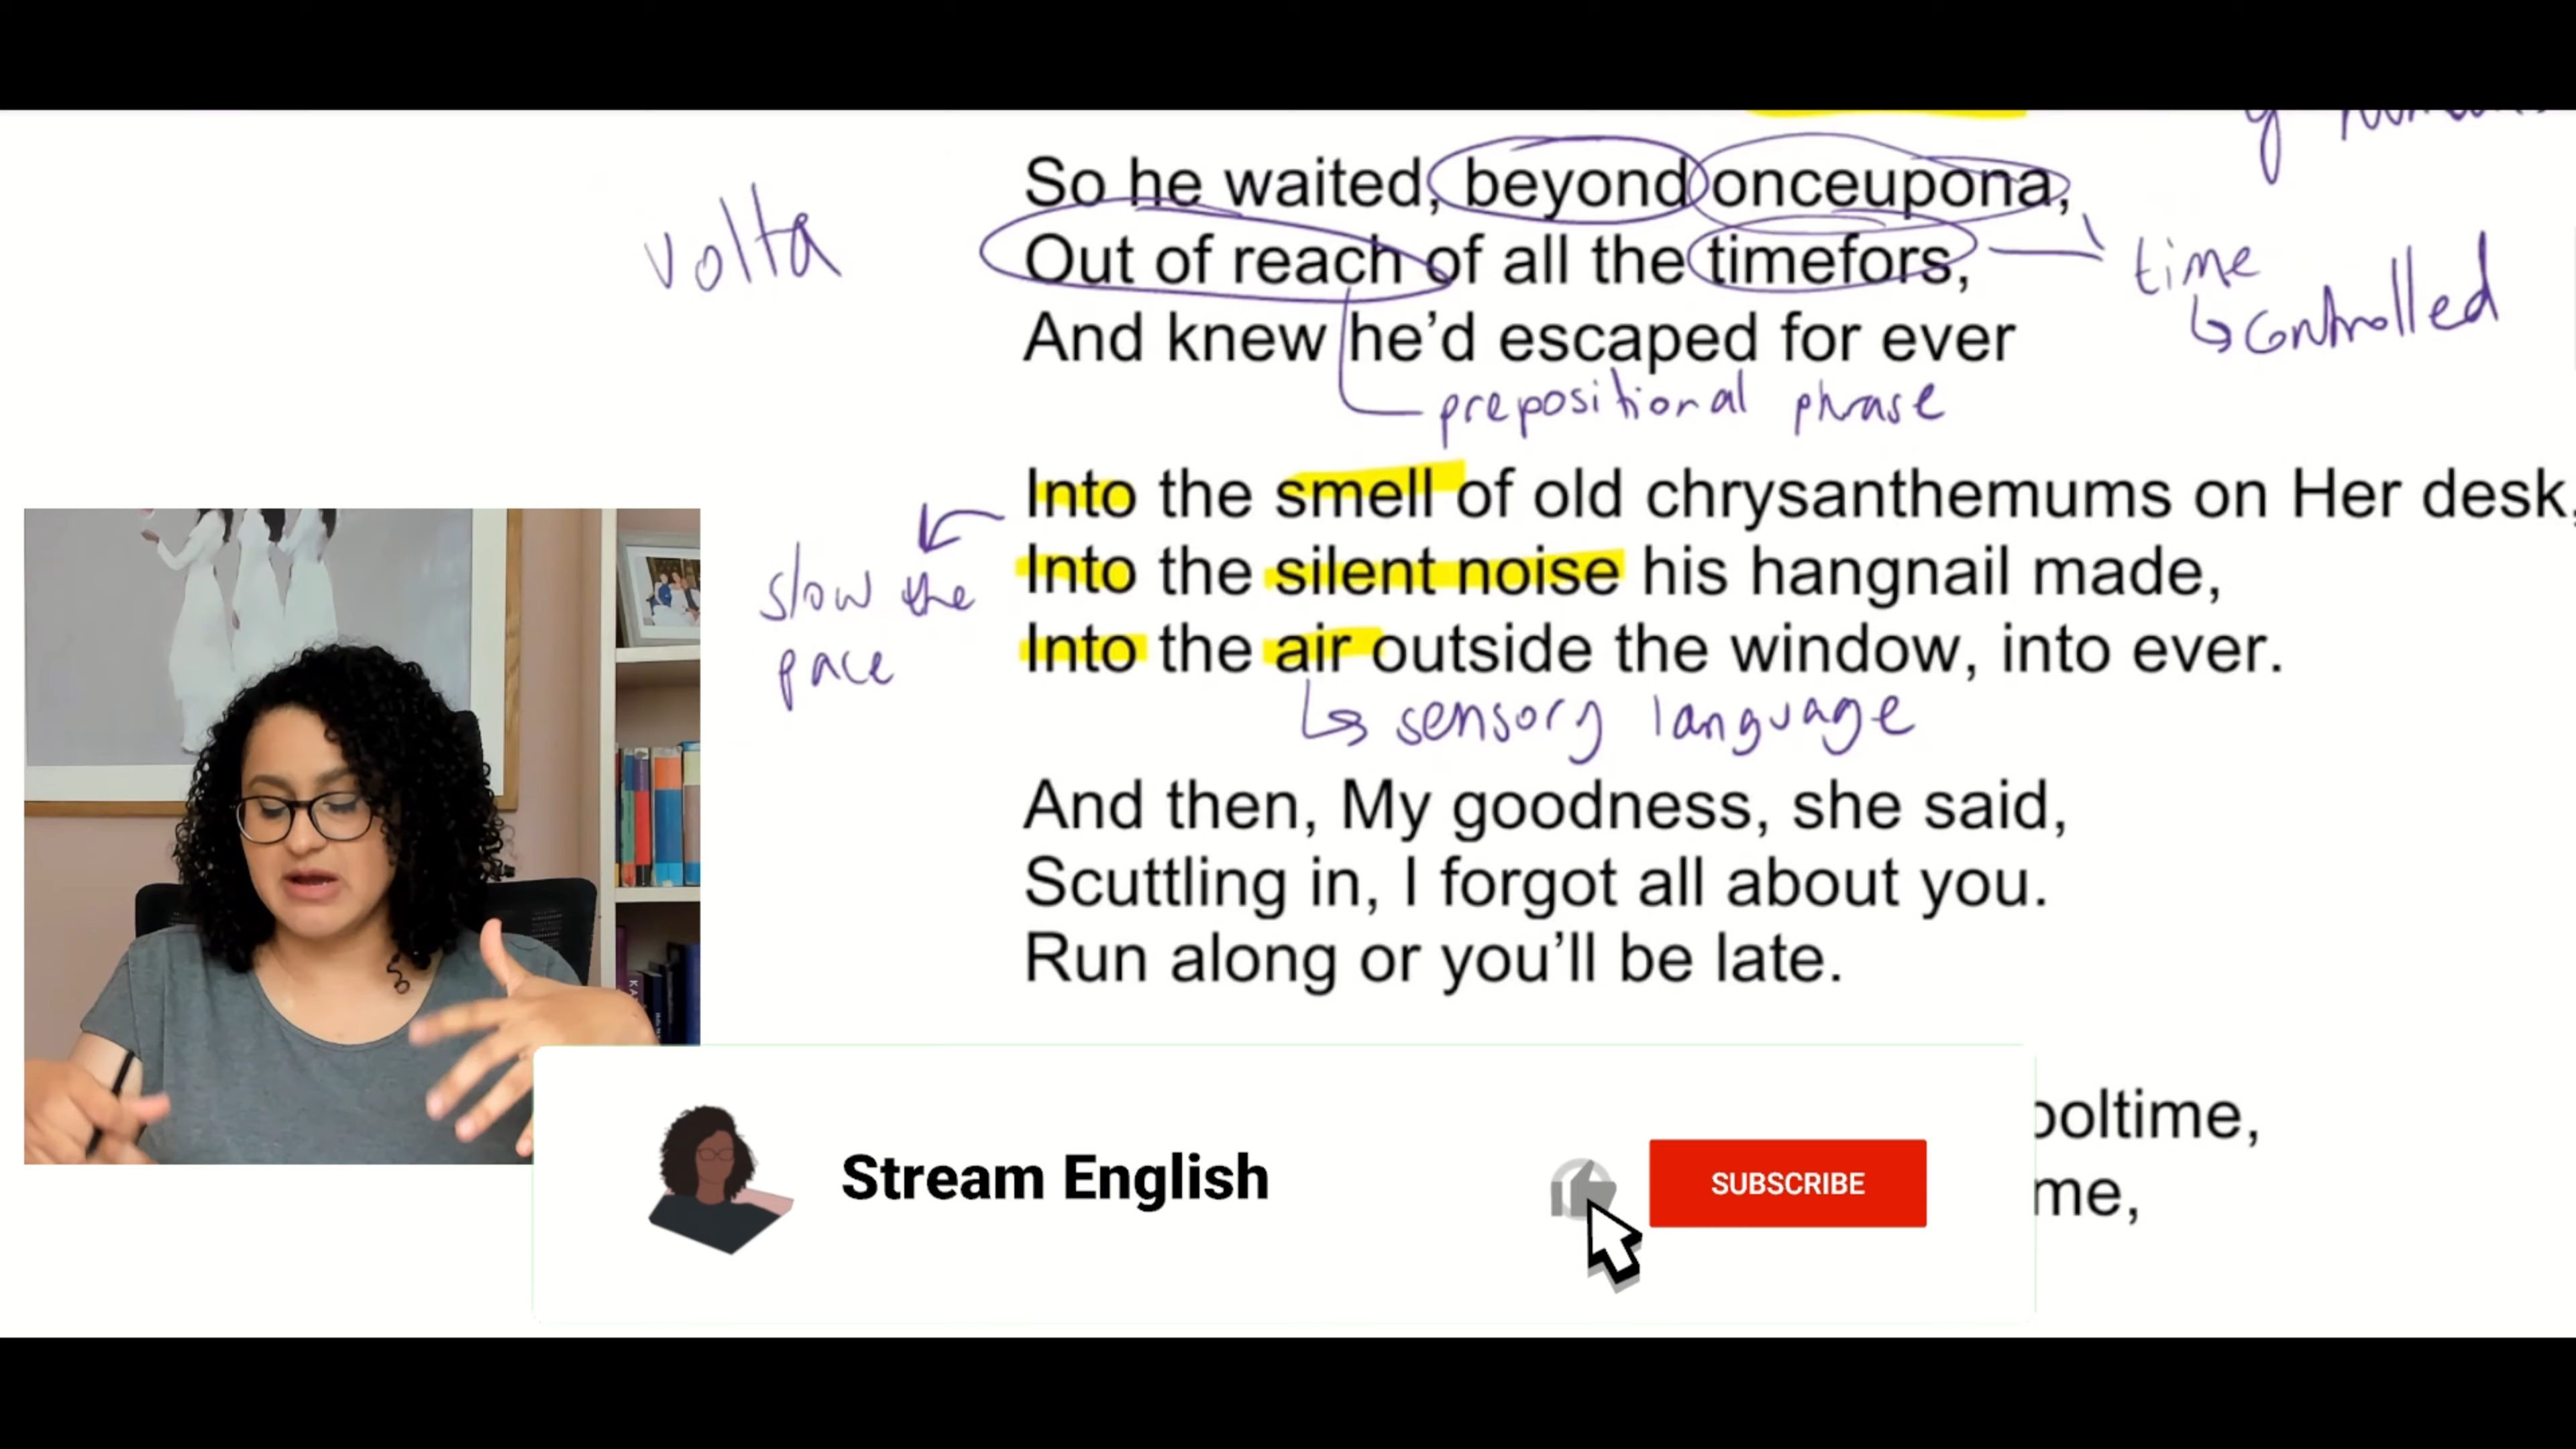 So he waited, beyond onceupona,
Out of reach of all the timefors,
And knew he'd escaped for ever
volta
time
controlled
prepositional phrase
Into the smell of old chrysanthemums on Her desk,
Into the silent noise his hangnail made,
Into the air outside the window, into ever.
slow the
pace
sensory language
And then, My goodness, she said,
Scuttling in, I forgot all about you.
Run along or you'll be late.
ooltime,
me,
Stream English
SUBSCRIBE